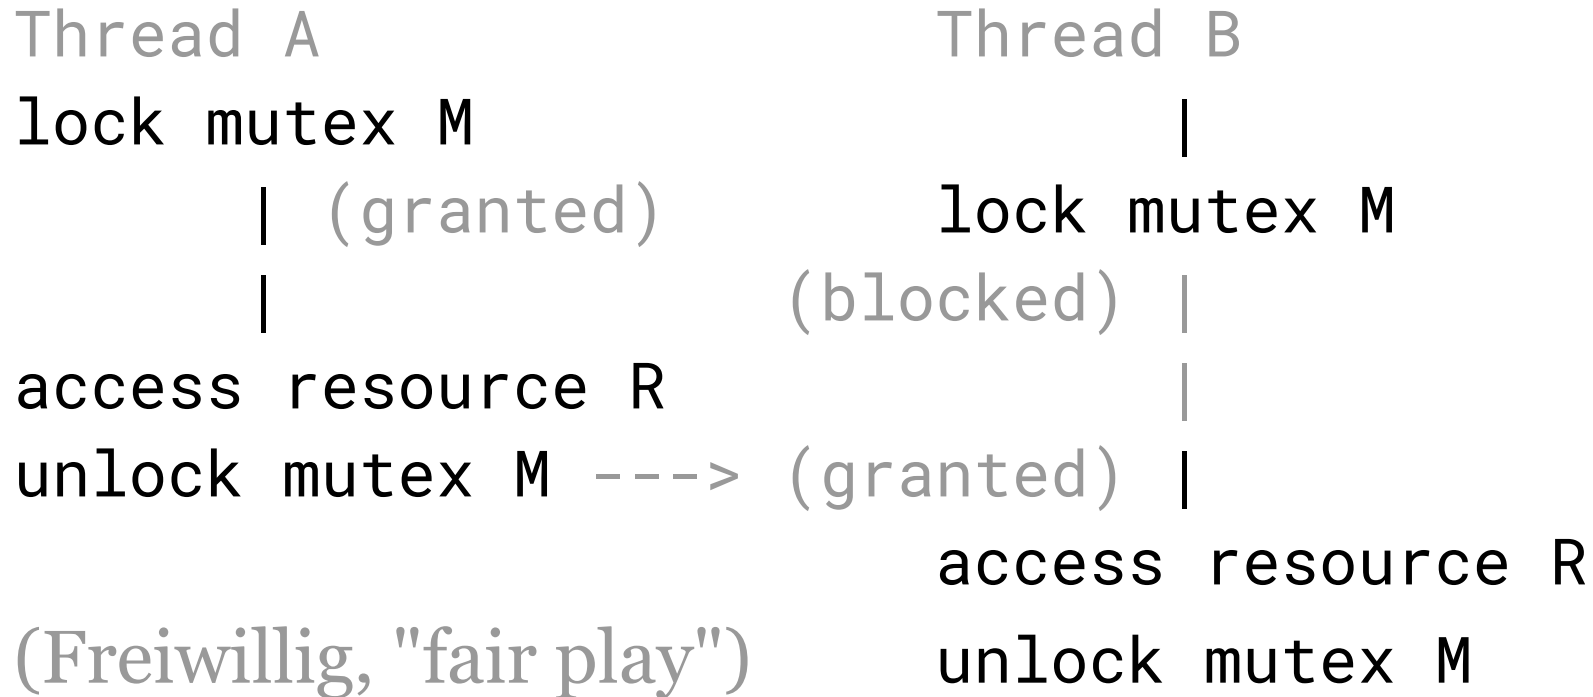 Thread A Thread B
lock mutex M |
| (granted) lock mutex M
| (blocked) |
access resource R |
unlock mutex M ---> (granted) |
access resource R
(Freiwillig, "fair play") unlock mutex M